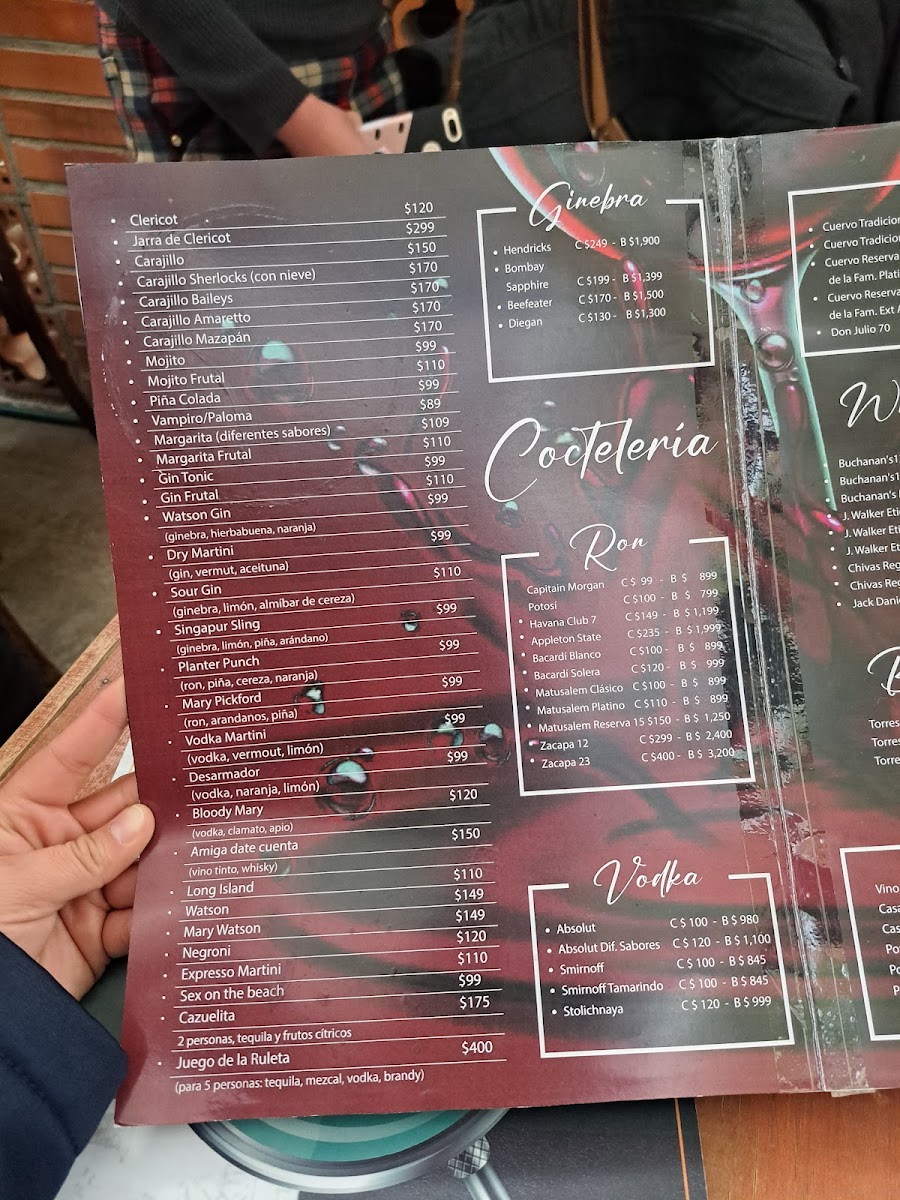 Clericot $120
Jarra de Clericot $299
Carajillo $150
Carajillo Sherlocks (con nieve) $170
Carajillo Baileys $170
Carajillo Amaretto $170
Carajillo Mazapán $170
Mojito $99
Mojito Frutal $110
Piña Colada $99
Vampiro/Paloma $89
Margarita (diferentes sabores) $109
Margarita Frutal $110
Gin Tonic $99
Gin Frutal $110
Watson Gin $99
(ginebra, hierbabuena, naranja)
Dry Martini $99
(gin, vermut, aceituna)
Sour Gin $110
(ginebra, limón, almíbar de cereza)
Singapur Sling $99
(ginebra, limón, piña, arándano)
Planter Punch $99
(ron, piña, cereza, naranja)
Mary Pickford $99
(ron, arandanos, piña)
Vodka Martini $99
(vodka, vermout, limón)
Desarmador $99
(vodka, naranja, limón)
Bloody Mary $120
(vodka, clamato, apio)
Amiga date cuenta $150
(vino tinto, whisky)
Long Island $110
Watson $149
Mary Watson $149
Negroni $120
Expresso Martini $110
Sex on the beach $99
Cazuelita $175
2 personas, tequila y frutos cítricos
Juego de la Ruleta $400
(para 5 personas: tequila, mezcal, vodka, brandy)
Ginebra
Hendricks C $249 - B $1,900
Bombay
Sapphire C $199 - B $1,399
Beefeater C $170 - B $1,500
Diegan C $130 - B $1,300
Coctelería
Ron
Capitain Morgan C $ 99 - B $ 899
Potosi C $100 - B $ 799
Havana Club 7 C $149 - B $ 1,199
Appleton State C $235 - B $ 1,999
Bacardí Blanco C $100 - B $ 899
Bacardí Solera C $120 - B $ 999
Matusalem Clásico C $100 - B $ 899
Matusalem Platino C $110 - B $ 899
Matusalem Reserva 15 $150 - B $ 1,250
Zacapa 12 C $299 - B $ 2,400
Zacapa 23 C $400 - B $ 3,200
Vodka
Absolut C $ 100 - B $ 980
Absolut Dif. Sabores C $ 120 - B $ 1,100
Smirnoff C $ 100 - B $ 845
Smirnoff Tamarindo C $ 100 - B $ 845
Stolichnaya C $ 120 - B $ 999
Cuervo Tradicion
Cuervo Tradicion
Cuervo Reserva
de la Fam. Plati
Cuervo Reserva
de la Fam. Ext
Don Julio 70
W
Buchanan's1
Buchanan's1
Buchanan's
J. Walker Eti
J. Walker Eti
J. Walker Eti
Chivas Reg
Chivas Reg
Jack Dani
B
Torres
Torres
Torre
Vino
Casa
Cas
Po
Po
P